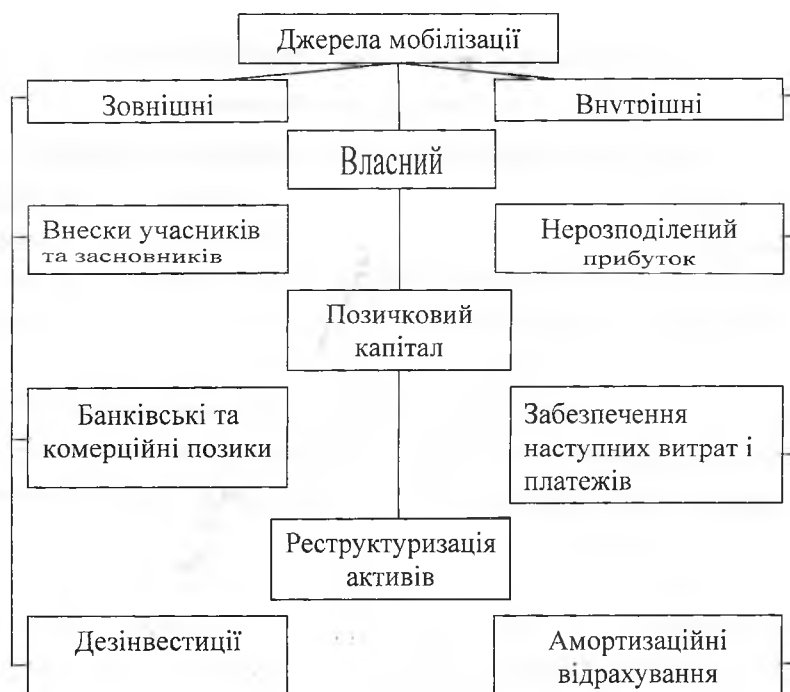 Джерела мобілізації
Зовнішні
Внутрішні
Власний
Внески учасників
та засновників
Нерозподілений
прибуток
Позичковий
капітал
Банківські та
комерційні позики
Забезпечення
наступних витрат і
платежів
Реструктуризація
активів
Дезінвестиції
Амортизаційні
відрахування